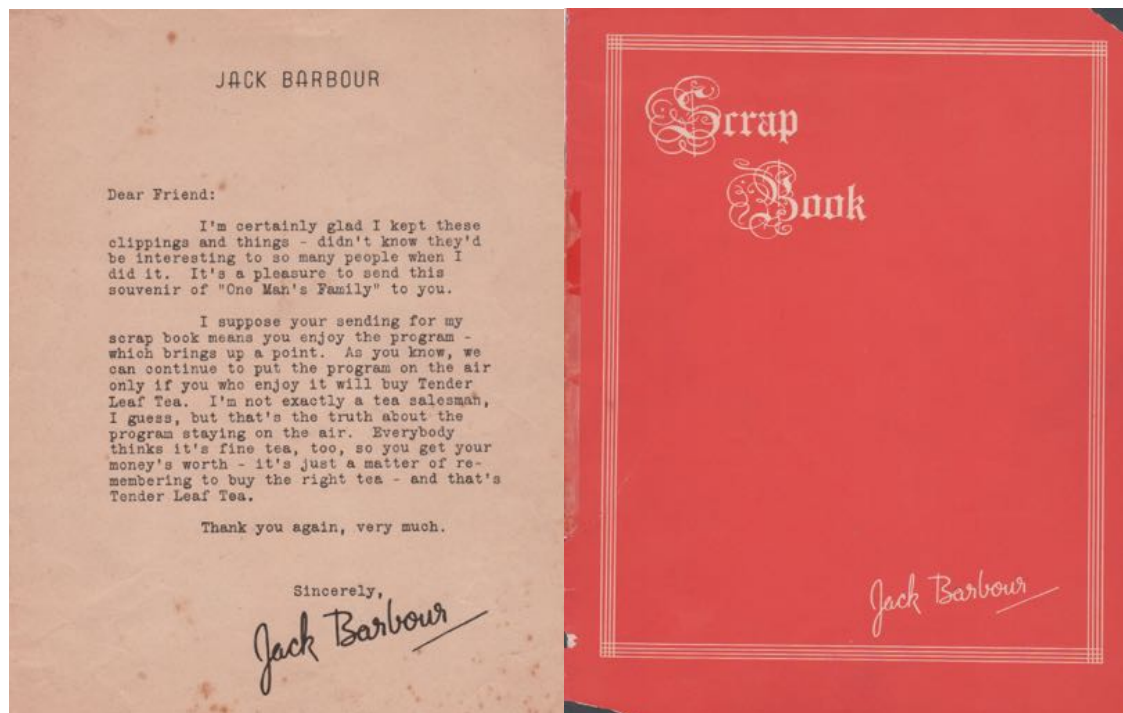 JACK BARBOUR
Dear Friend:
I'm certainly glad I kept these
clippings and things - didn't know they'd
be interesting to so many people when I
did it. It's a pleasure to send this
souvenir of "One Man's Family" to you.
I suppose your sending for my
scrap book means you enjoy the program -
which brings up a point. As you know, we
can continue to put the program on the air
only if you who enjoy it will buy Tender
Leaf Tea. I'm not exactly a tea salesman,
I guess, but that's the truth about the
program staying on the air. Everybody
thinks it's fine tea, too, so you get your
money's worth - it's just a matter of re-
membering to buy the right tea - and that's
Tender Leaf Tea.
Thank you again, very much.
Sincerely,
Jack Barbour
Scrap
Book
Jack Barbour